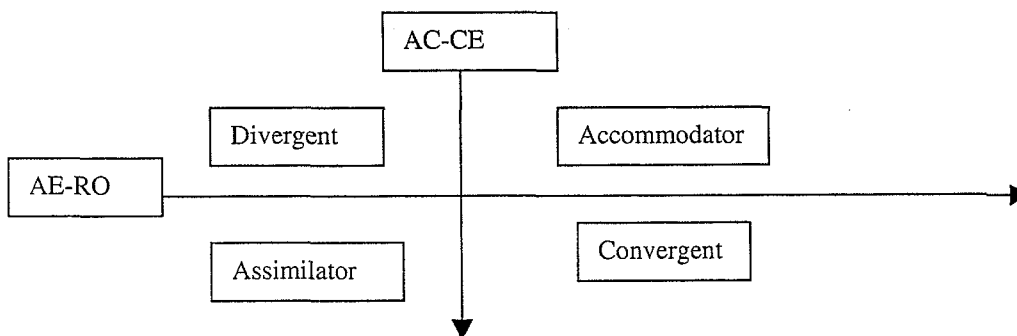 AC-CE
Divergent
Accommodator
AE-RO
Assimilator
Convergent